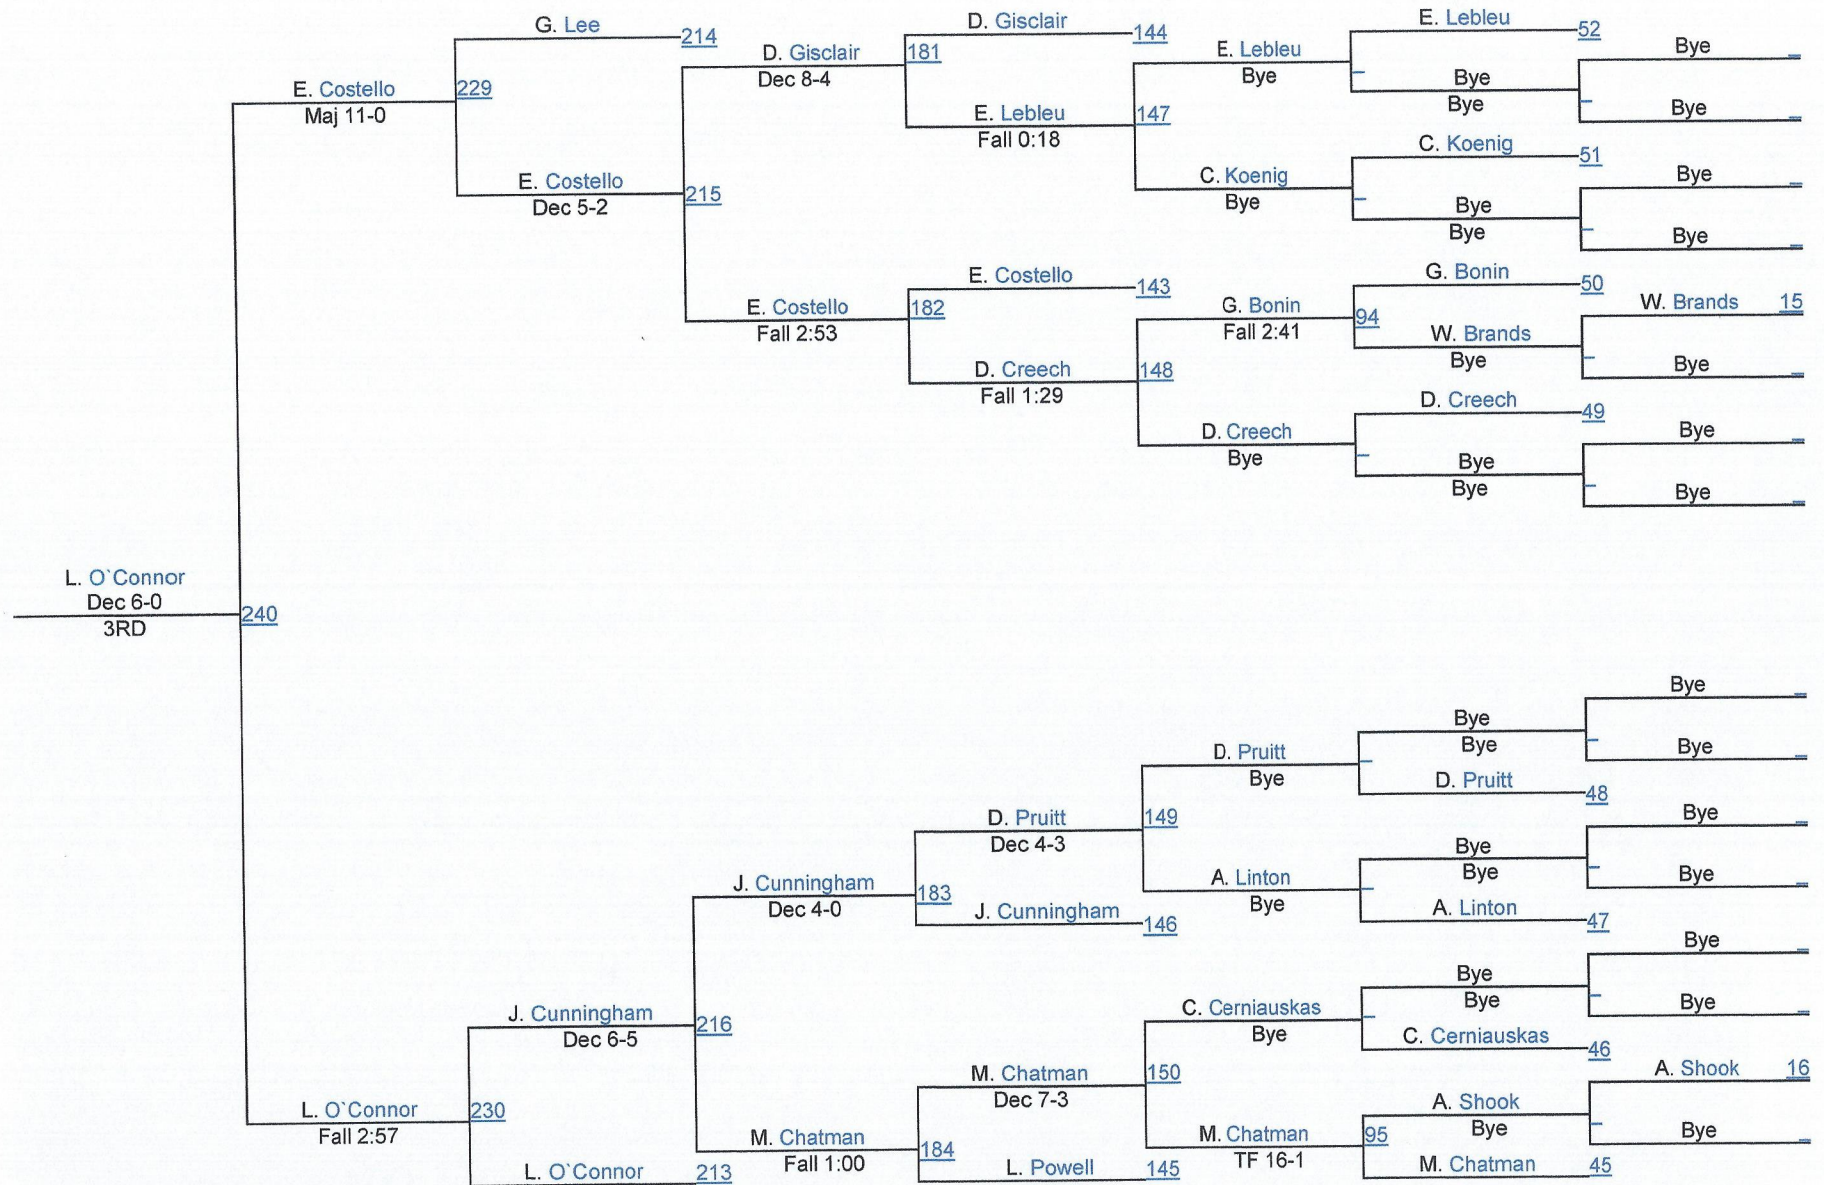 G. Lee 214
D. Gisclair 144
E. Lebleu 52
Bye
D. Gisclair 181
Dec 8-4
E. Lebleu
Bye
Bye
Bye
Bye
E. Costello 229
Maj 11-0
E. Lebleu 147
Fall 0:18
C. Koenig 51
Bye
E. Costello 215
Dec 5-2
C. Koenig
Bye
Bye
Bye
Bye
E. Costello 143
G. Bonin 50
W. Brands 15
E. Costello 182
Fall 2:53
G. Bonin 94
Fall 2:41
W. Brands
Bye
Bye
D. Creech 148
Fall 1:29
D. Creech 49
Bye
D. Creech
Bye
Bye
Bye
Bye
L. O`Connor
Dec 6-0
240
3RD
Bye
Bye
Bye
Bye
D. Pruitt
Bye
D. Pruitt 48
D. Pruitt 149
Dec 4-3
Bye
Bye
Bye
Bye
J. Cunningham 183
Dec 4-0
A. Linton
Bye
J. Cunningham 146
A. Linton 47
Bye
Bye
Bye
Bye
J. Cunningham 216
Dec 6-5
C. Cerniauskas
Bye
C. Cerniauskas 46
M. Chatman 150
Dec 7-3
A. Shook 16
L. O`Connor 230
Fall 2:57
A. Shook
Bye
Bye
M. Chatman 184
Fall 1:00
M. Chatman 95
TF 16-1
L. O`Connor 213
L. Powell 145
M. Chatman 45